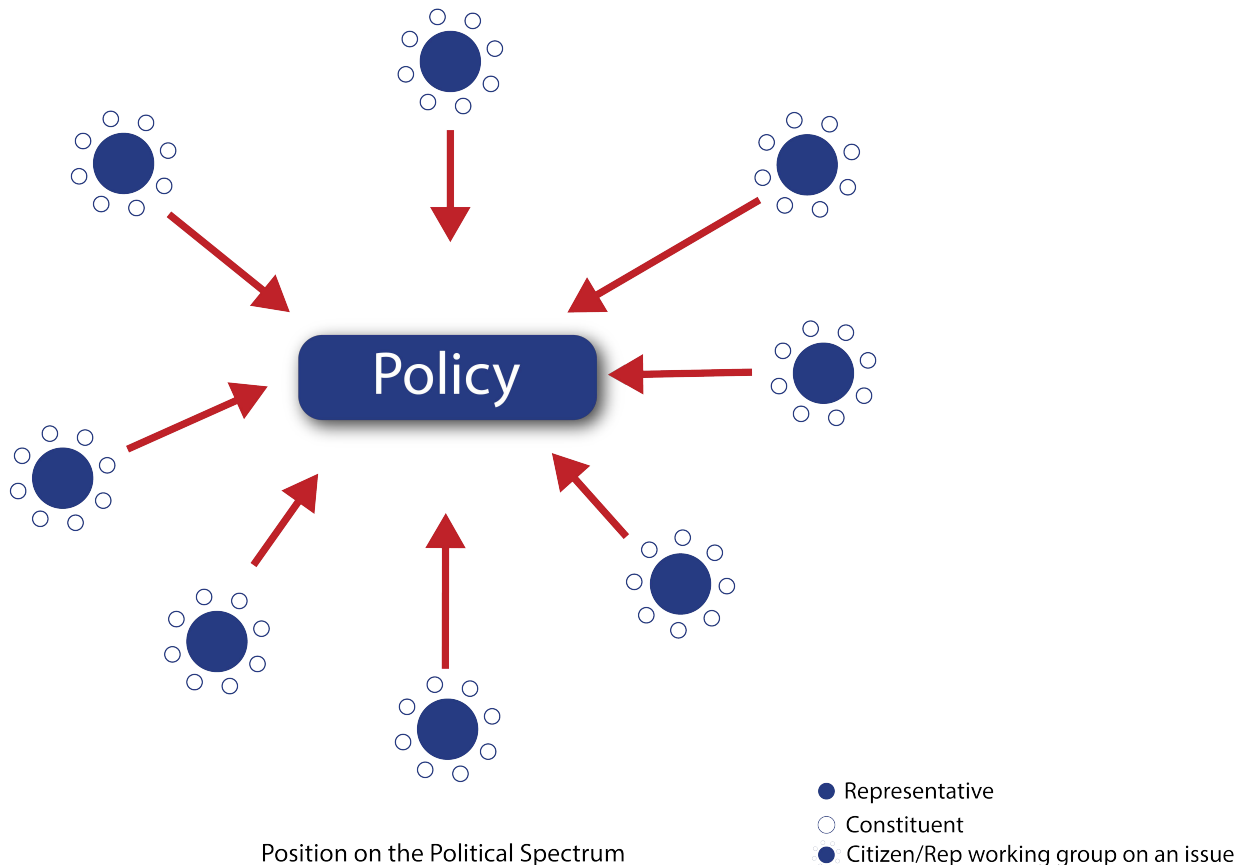 Policy
Representative
Constituent
Citizen/Rep working group on an issue
Position on the Political Spectrum